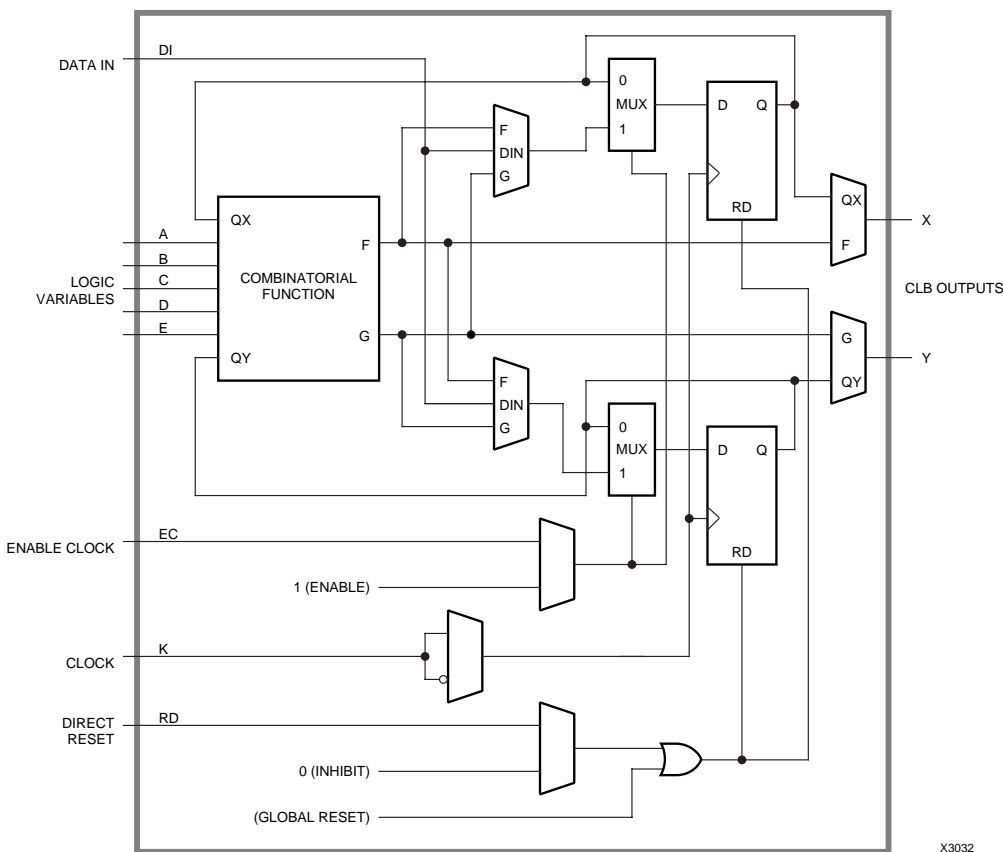 DI
DATA IN
0
MUX
1
D Q
RD
F
DIN
G
QX
F
X
QX
A
B
LOGIC
VARIABLES
C
D
E
QY
COMBINATORIAL
FUNCTION
F
G
CLB OUTPUTS
G
QY
Y
F
DIN
G
0
MUX
1
D Q
RD
ENABLE CLOCK
EC
1 (ENABLE)
CLOCK
K
DIRECT
RESET
RD
0 (INHIBIT)
(GLOBAL RESET)
X3032